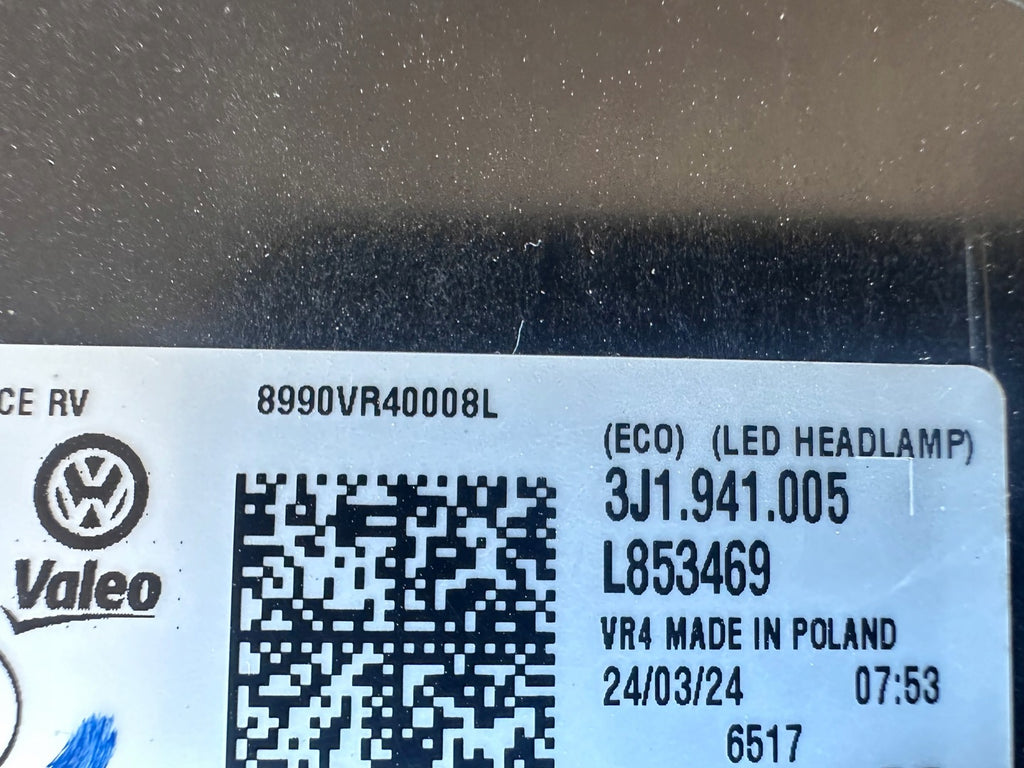 CE RV
8990VR40008L
(ECO) (LED HEADLAMP)
3J1.941.005
L853469
Valeo
VR4 MADE IN POLAND
24/03/24 07:53
6517